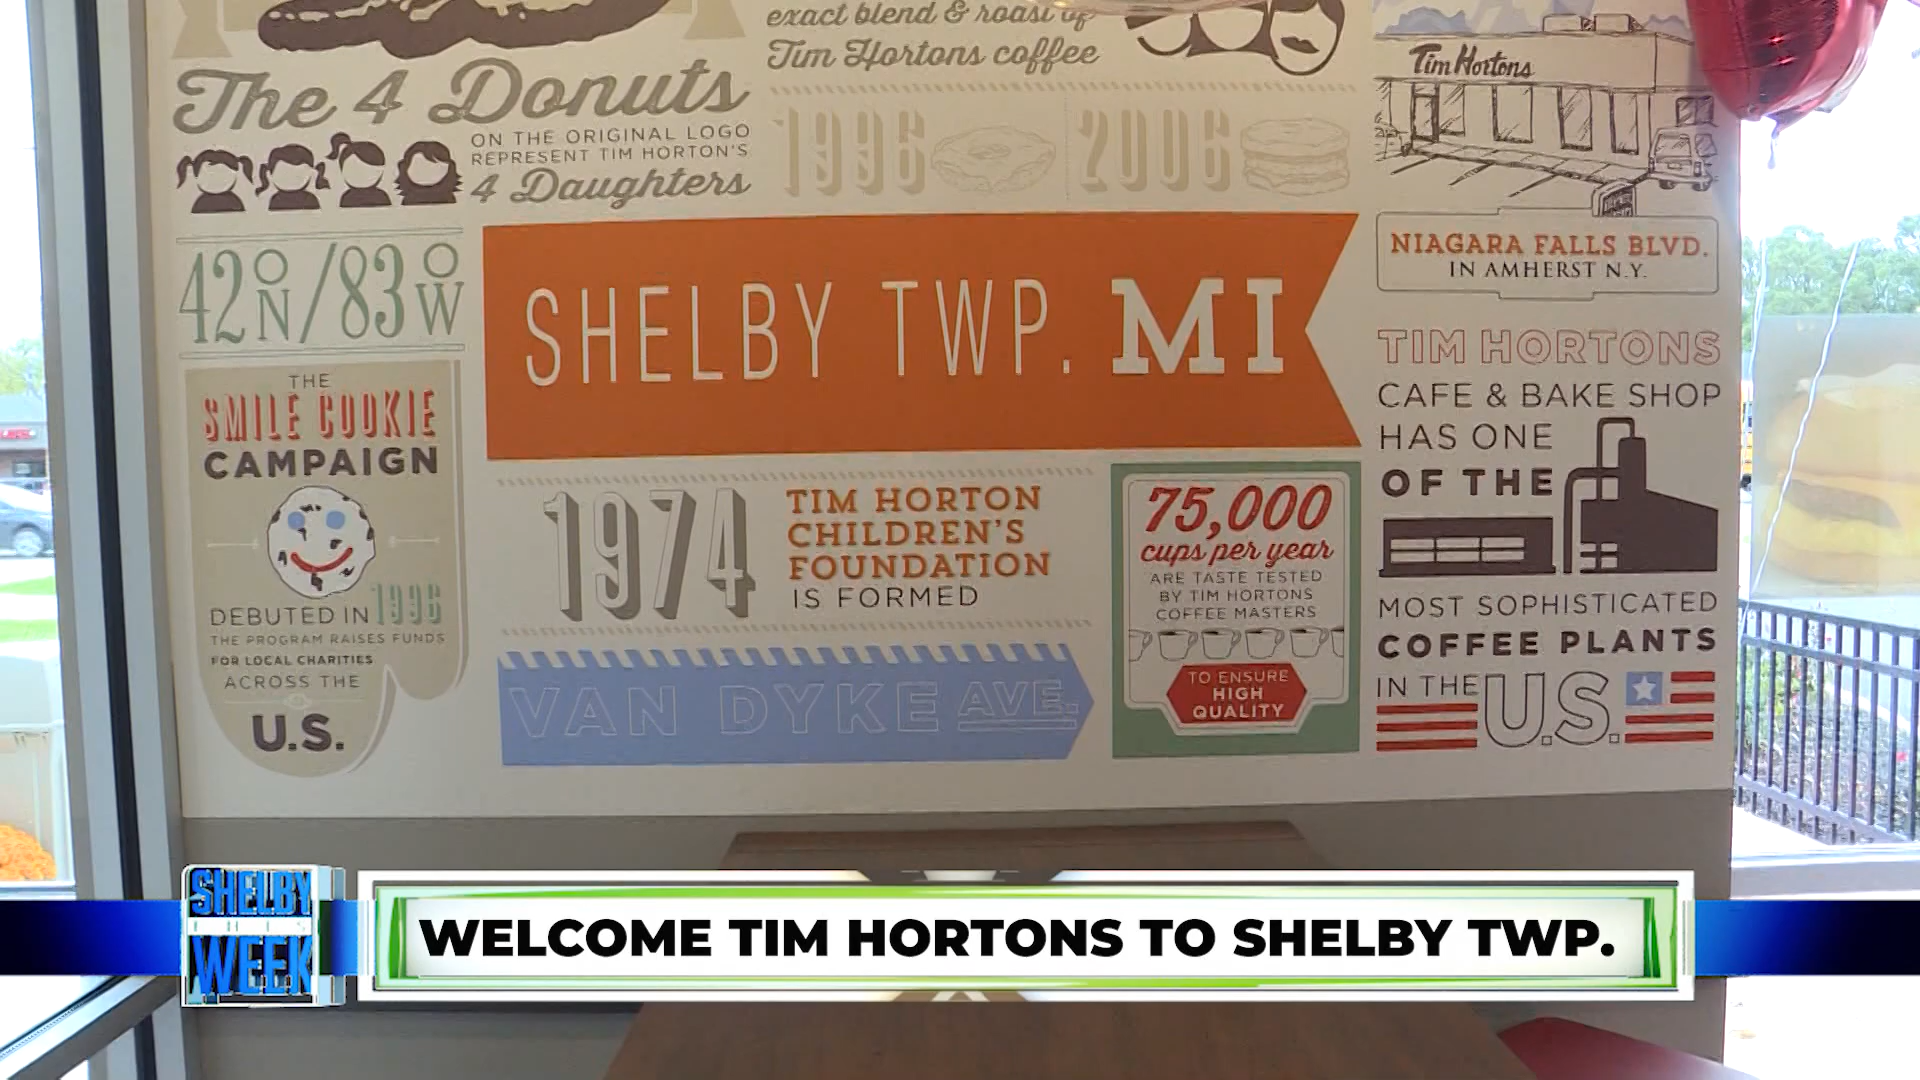 The 4 Donuts
ON THE ORIGINAL LOGO
REPRESENT TIM HORTON'S
4 Daughters
exact blend & roast of
Tim Hortons coffee
1996
2006
Tim Hortons
NIAGARA FALLS BLVD.
IN AMHERST N.Y.
42°N/83°W
SHELBY TWP. MI
THE
SMILE COOKIE
CAMPAIGN
DEBUTED IN 1996
THE PROGRAM RAISES FUNDS
FOR LOCAL CHARITIES
ACROSS THE
U.S.
1974
TIM HORTON
CHILDREN'S
FOUNDATION
IS FORMED
VAN DYKE AVE.
75,000
cups per year
ARE TASTE TESTED
BY TIM HORTONS
COFFEE MASTERS
TO ENSURE
HIGH
QUALITY
TIM HORTONS
CAFE & BAKE SHOP
HAS ONE
OF THE
MOST SOPHISTICATED
COFFEE PLANTS
IN THE U.S.
SHELBY
THIS
WEEK
WELCOME TIM HORTONS TO SHELBY TWP.